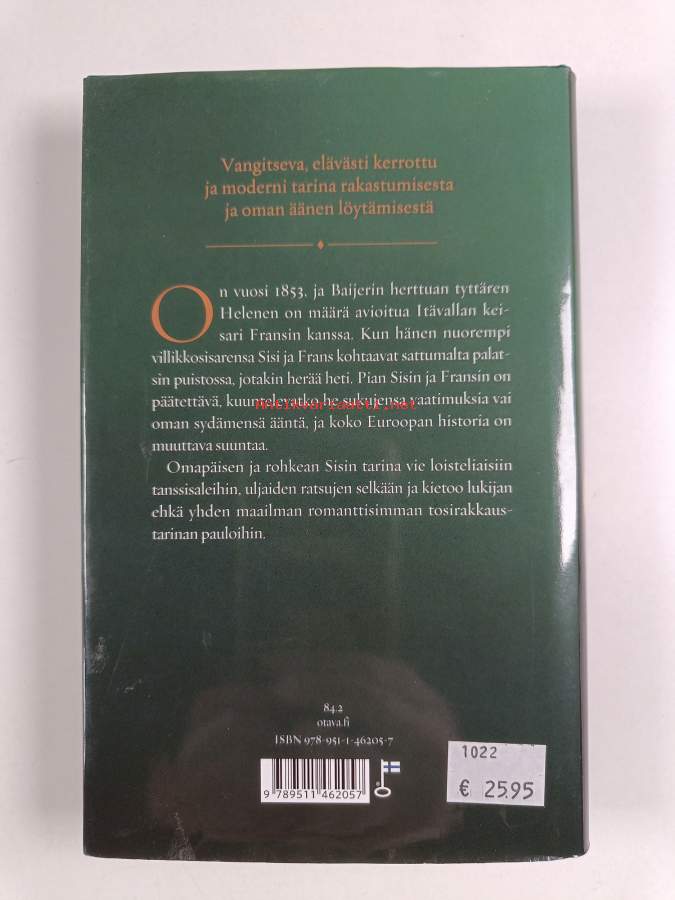 Vangitseva, elävästi kerrottu
ja moderni tarina rakastumisesta
ja oman äänen löytämisestä
On vuosi 1853, ja Baijerin herttuan tyttären
Helenen on määrä avioitua Itävallan kei-
sari Fransin kanssa. Kun hänen nuorempi
villikkosisarensa Sisi ja Frans kohtaavat sattumalta palat-
sin puistossa, jotakin herää heti. Pian Sisin ja Fransin on
päätettävä, kuuntelevatko he sukujensa vaatimuksia vai
Antikvariaatti.net
oman sydämensä ääntä, ja koko Euroopan historia on
muuttava suuntaa.
Omapäisen ja rohkean Sisin tarina vie loisteliaisiin
tanssisaleihin, uljaiden ratsujen selkään ja kietoo lukijan
ehkä yhden maailman romanttisimman tosirakkaus-
tarinan pauloihin.
84.2
otava.fi
ISBN 978-951-1-46205-7
9 789511 462057
1022
€ 25.95